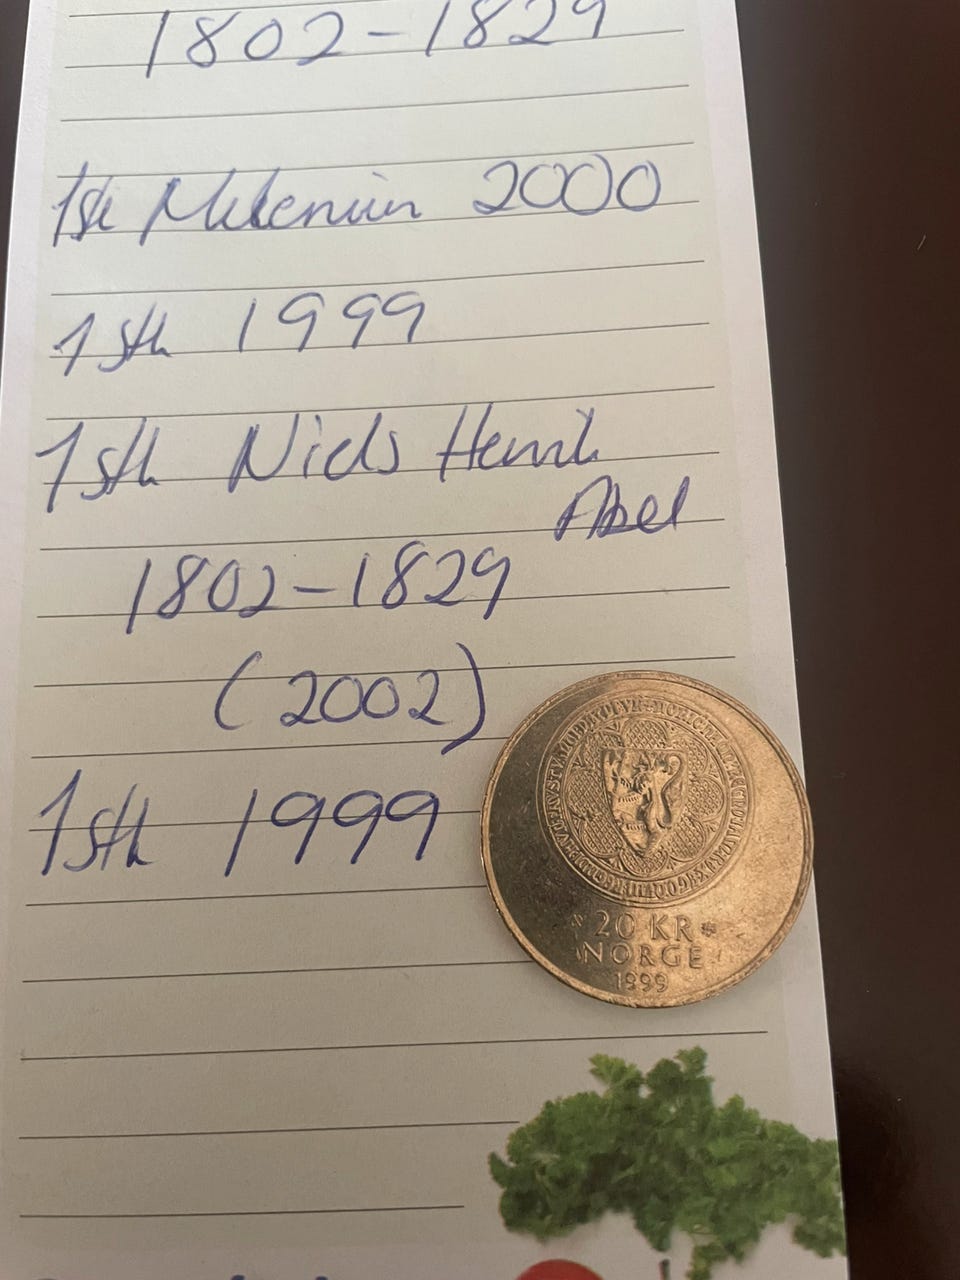 1802-1829
1stk Milenium 2000
1stk 1999
1stk Niels Henrik
Abel
1802-1829
(2002)
1stk 1999
* 20 KR *
NORGE
1999